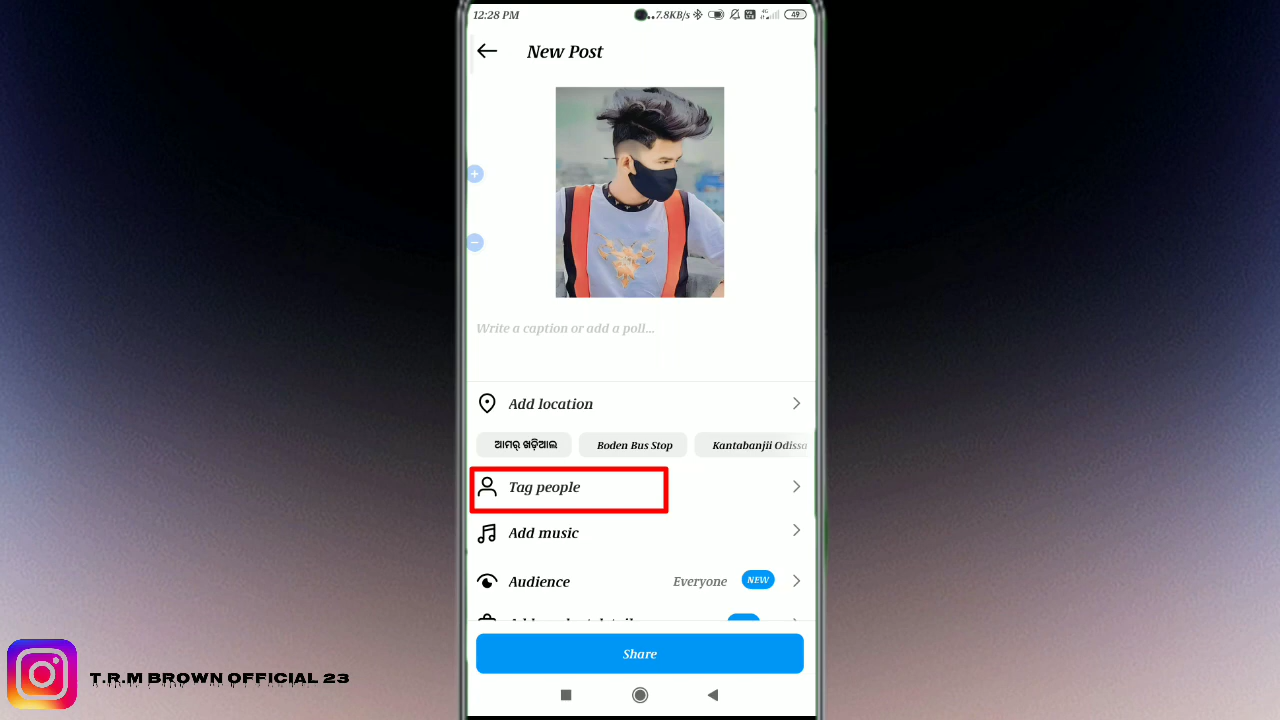 12:28 PM
7.8KB/s
4G
49
New Post
Write a caption or add a poll...
Add location
ଆମର୍ ଖଡ଼ିଆଲ
Boden Bus Stop
Kantabanjii Odissa
Tag people
Add music
Audience
Everyone
NEW
Share
T.R.M BROWN OFFICIAL 23